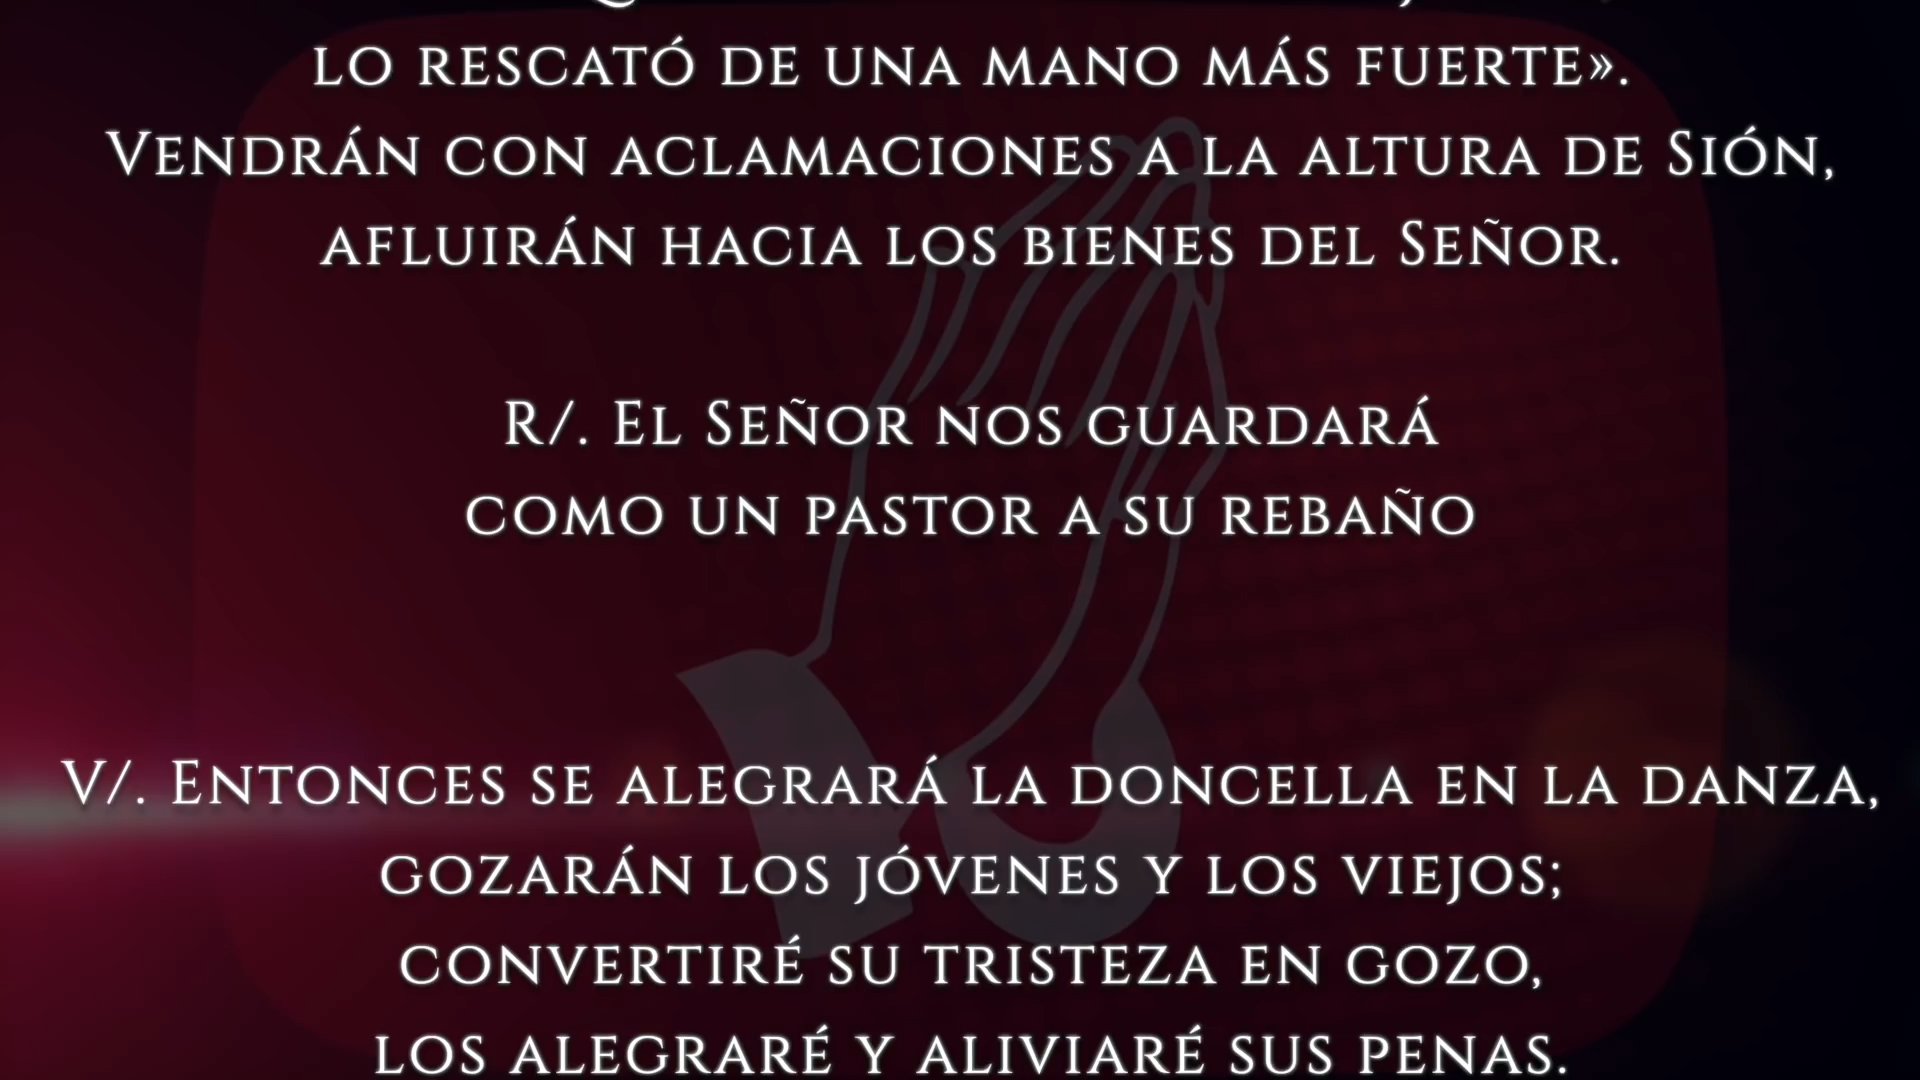 lo rescató de una mano más fuerte».
Vendrán con aclamaciones a la altura de Sión,
afluirán hacia los bienes del Señor.
R/. El Señor nos guardará
como un pastor a su rebaño
V/. Entonces se alegrará la doncella en la danza,
gozarán los jóvenes y los viejos;
convertiré su tristeza en gozo,
los alegraré y aliviaré sus penas.